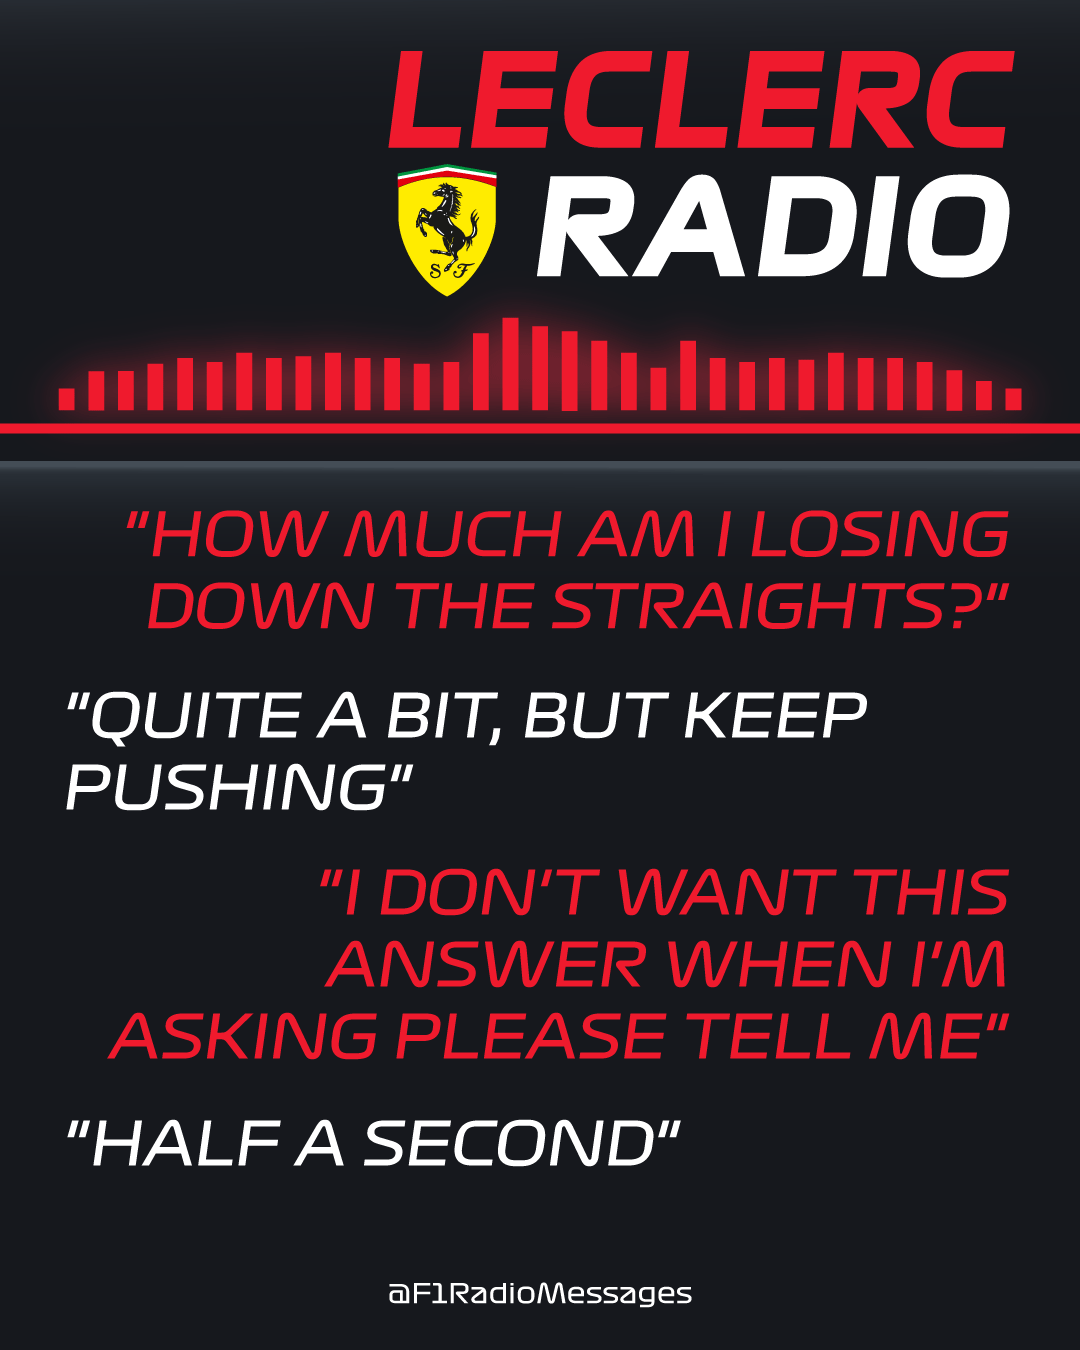 LECLERC
S F
RADIO
"HOW MUCH AM I LOSING
DOWN THE STRAIGHTS?"
"QUITE A BIT, BUT KEEP
PUSHING"
"I DON'T WANT THIS
ANSWER WHEN I'M
ASKING PLEASE TELL ME"
"HALF A SECOND"
@F1RadioMessages